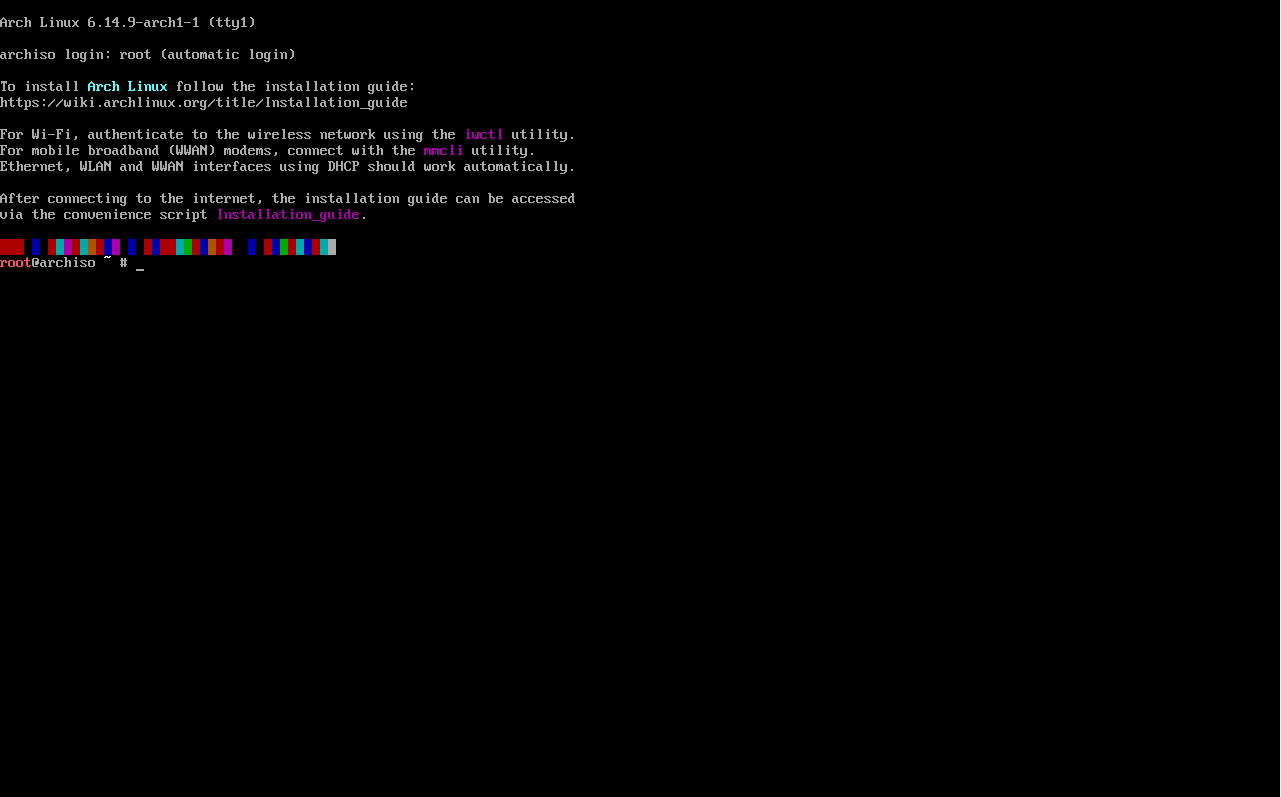 Arch Linux 6.14.9-arch1-1 (tty1)
archiso login: root (automatic login)
To install Arch Linux follow the installation guide:
https://wiki.archlinux.org/title/Installation_guide
For Wi-Fi, authenticate to the wireless network using the iwctl utility.
For mobile broadband (WWAN) modems, connect with the mmcli utility.
Ethernet, WLAN and WWAN interfaces using DHCP should work automatically.
After connecting to the internet, the installation guide can be accessed
via the convenience script Installation_guide.
root@archiso ~ # _